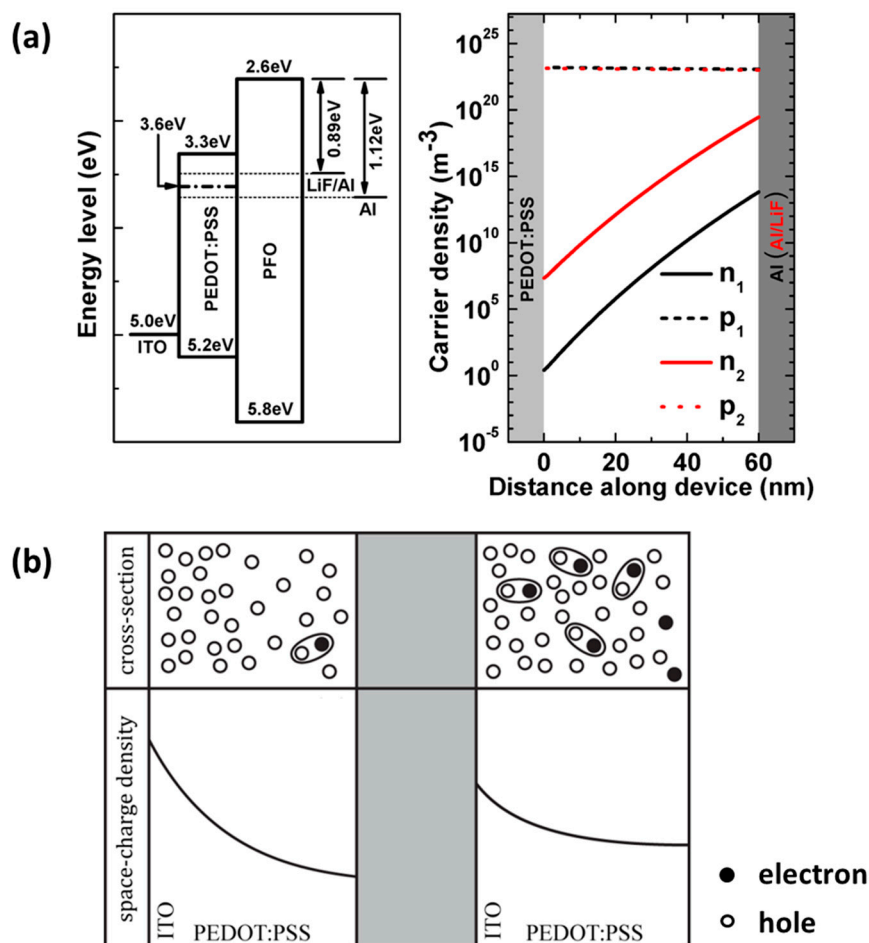 (a)
Energy level (eV)
2.6eV
3.6eV
3.3eV
0.89eV
1.12eV
LiF/Al
Al
PEDOT:PSS
PFO
5.0eV
ITO
5.2eV
5.8eV
Carrier density (m-3)
10^25
10^20
10^15
10^10
10^5
10^0
10^-5
PEDOT:PSS
Al (Al/LiF)
n1
p1
n2
p2
0
20
40
60
Distance along device (nm)
(b)
cross-section
space-charge density
ITO
PEDOT:PSS
ITO
PEDOT:PSS
electron
hole